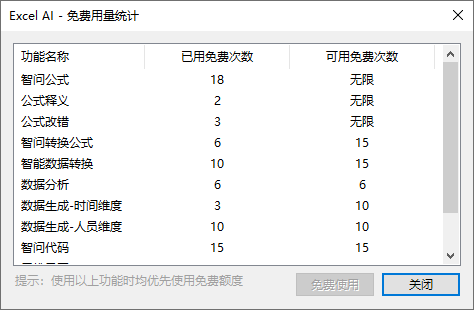 Excel AI - 免费用量统计
功能名称 已用免费次数 可用免费次数
智问公式 18 无限
公式释义 2 无限
公式改错 3 无限
智问转换公式 6 15
智能数据转换 10 15
数据分析 6 6
数据生成-时间维度 3 10
数据生成-人员维度 10 10
智问代码 15 15
提示：使用以上功能时均优先使用免费额度
免费使用 关闭